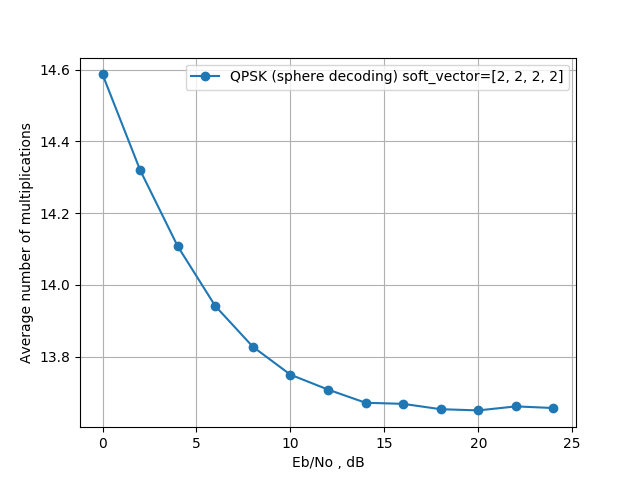 QPSK (sphere decoding) soft_vector=[2, 2, 2, 2]
14.6
14.4
14.2
14.0
13.8
Average number of multiplications
0 5 10 15 20 25
Eb/No , dB